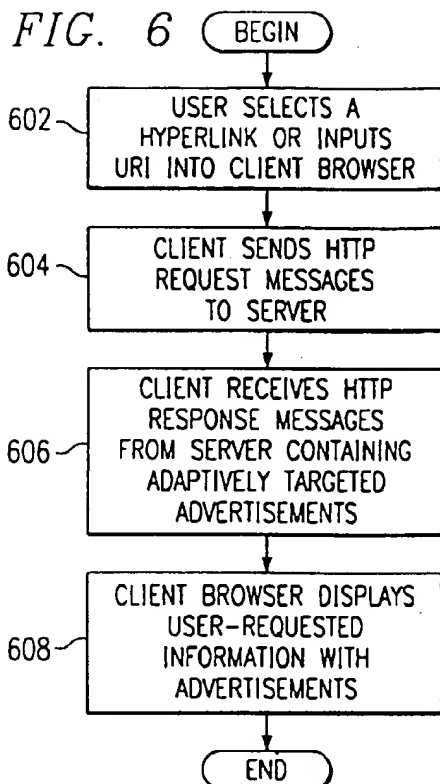 FIG. 6
BEGIN
602
USER SELECTS A
HYPERLINK OR INPUTS
URI INTO CLIENT BROWSER
604
CLIENT SENDS HTTP
REQUEST MESSAGES
TO SERVER
606
CLIENT RECEIVES HTTP
RESPONSE MESSAGES
FROM SERVER CONTAINING
ADAPTIVELY TARGETED
ADVERTISEMENTS
608
CLIENT BROWSER DISPLAYS
USER-REQUESTED
INFORMATION WITH
ADVERTISEMENTS
END